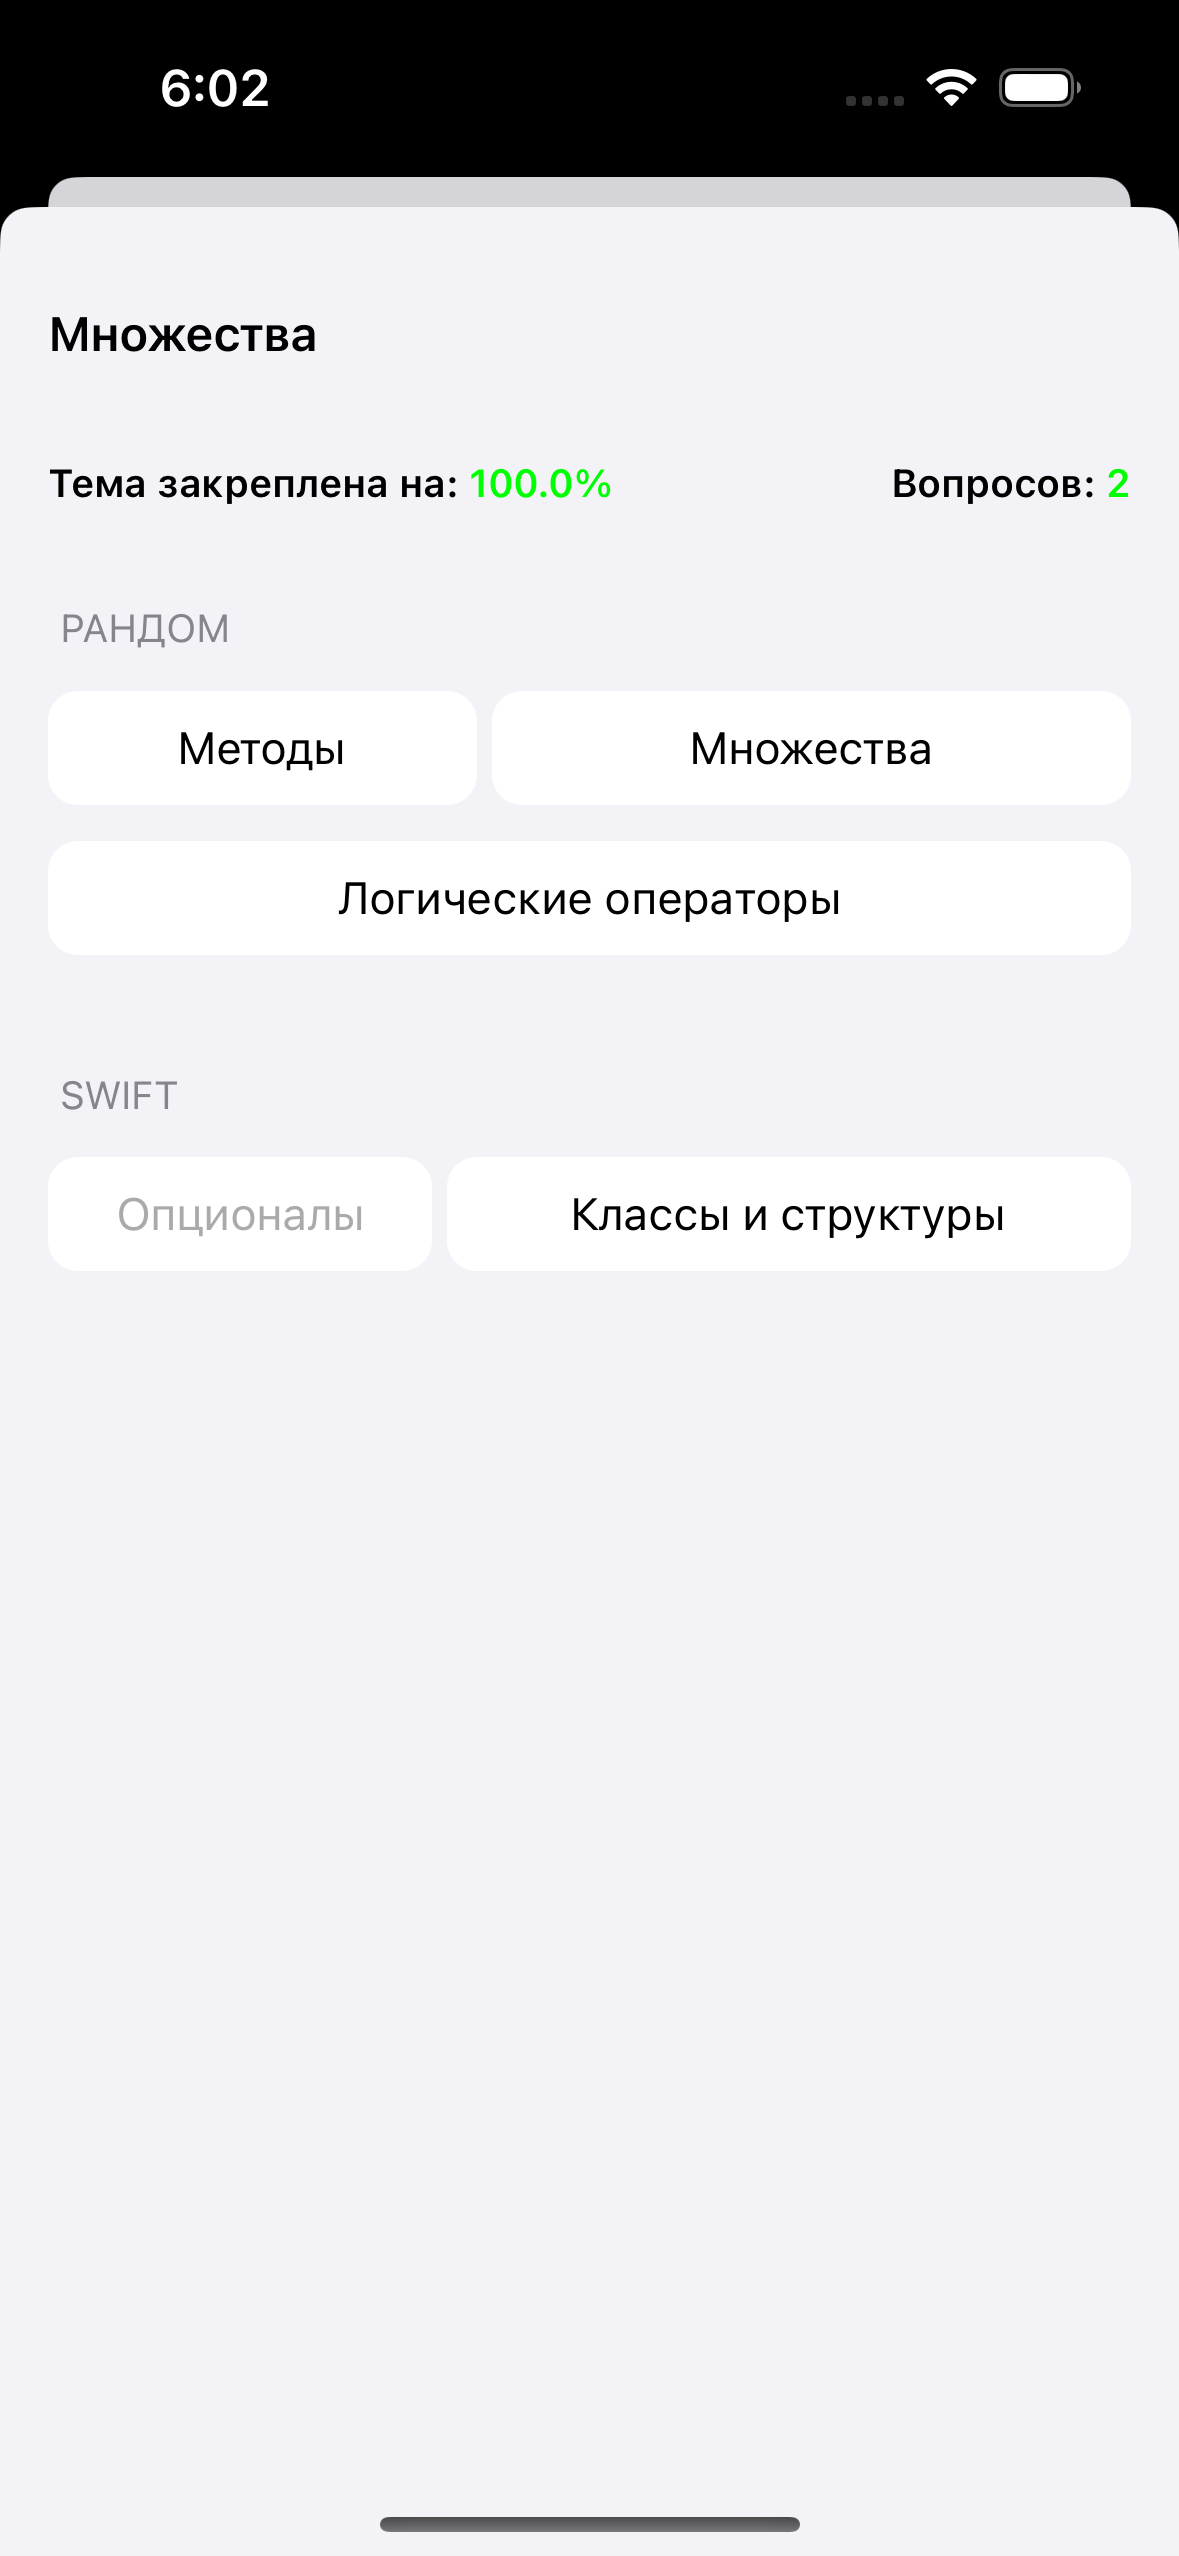 6:02
Множества
Тема закреплена на: 100.0% Вопросов: 2
РАНДОМ
Методы Множества
Логические операторы
SWIFT
Опционалы Классы и структуры